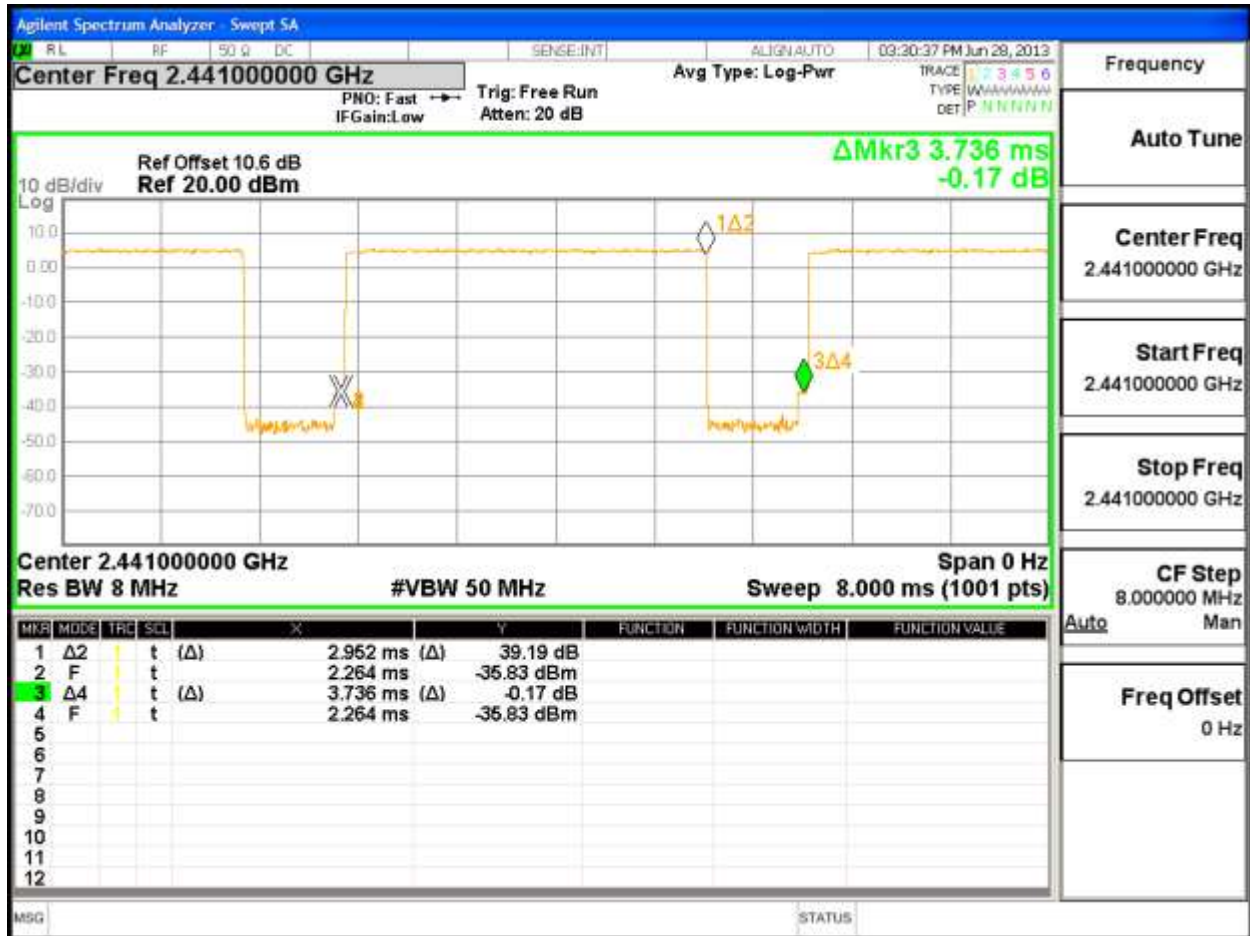 Agilent Spectrum Analyzer - Swept SA
RL RF 50 Ω DC SENSE:INT ALIGN AUTO 03:30:37 PM Jun 28, 2013
Center Freq 2.441000000 GHz
PNO: Fast
IFGain:Low
Trig: Free Run
Atten: 20 dB
Avg Type: Log-Pwr
TRACE 1 2 3 4 5 6
TYPE
DET P N N N N N
Ref Offset 10.6 dB
Ref 20.00 dBm
10 dB/div
Log
ΔMkr3 3.736 ms
-0.17 dB
10.0
0.00
-10.0
-20.0
-30.0
-40.0
-50.0
-60.0
-70.0
1Δ2
3Δ4
Center 2.441000000 GHz
Span 0 Hz
Res BW 8 MHz
#VBW 50 MHz
Sweep 8.000 ms (1001 pts)
MKR MODE TRC SCL X Y FUNCTION FUNCTION WIDTH FUNCTION VALUE
1 Δ2 1 t (Δ) 2.952 ms (Δ) 39.19 dB
2 F 1 t 2.264 ms -35.83 dBm
3 Δ4 1 t (Δ) 3.736 ms (Δ) -0.17 dB
4 F 1 t 2.264 ms -35.83 dBm
5
6
7
8
9
10
11
12
MSG
STATUS
Frequency
Auto Tune
Center Freq
2.441000000 GHz
Start Freq
2.441000000 GHz
Stop Freq
2.441000000 GHz
CF Step
8.000000 MHz
Auto Man
Freq Offset
0 Hz